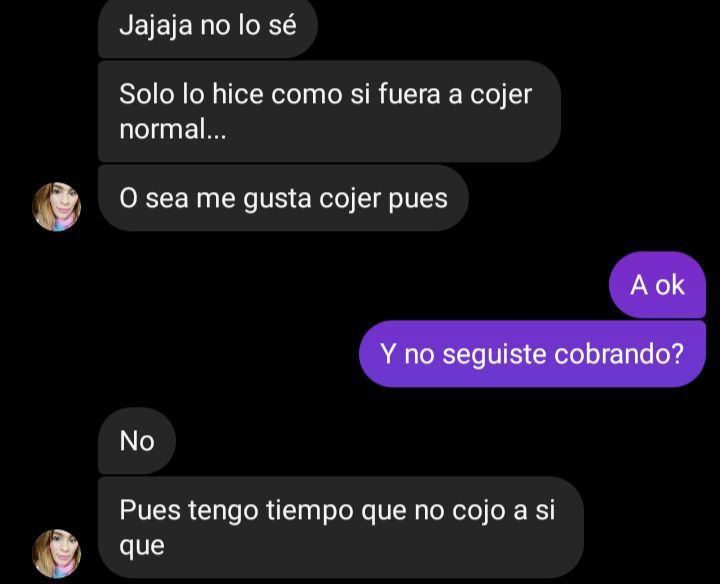 Jajaja no lo sé
Solo lo hice como si fuera a cojer
normal...
O sea me gusta cojer pues
A ok
Y no seguiste cobrando?
No
Pues tengo tiempo que no cojo a si
que